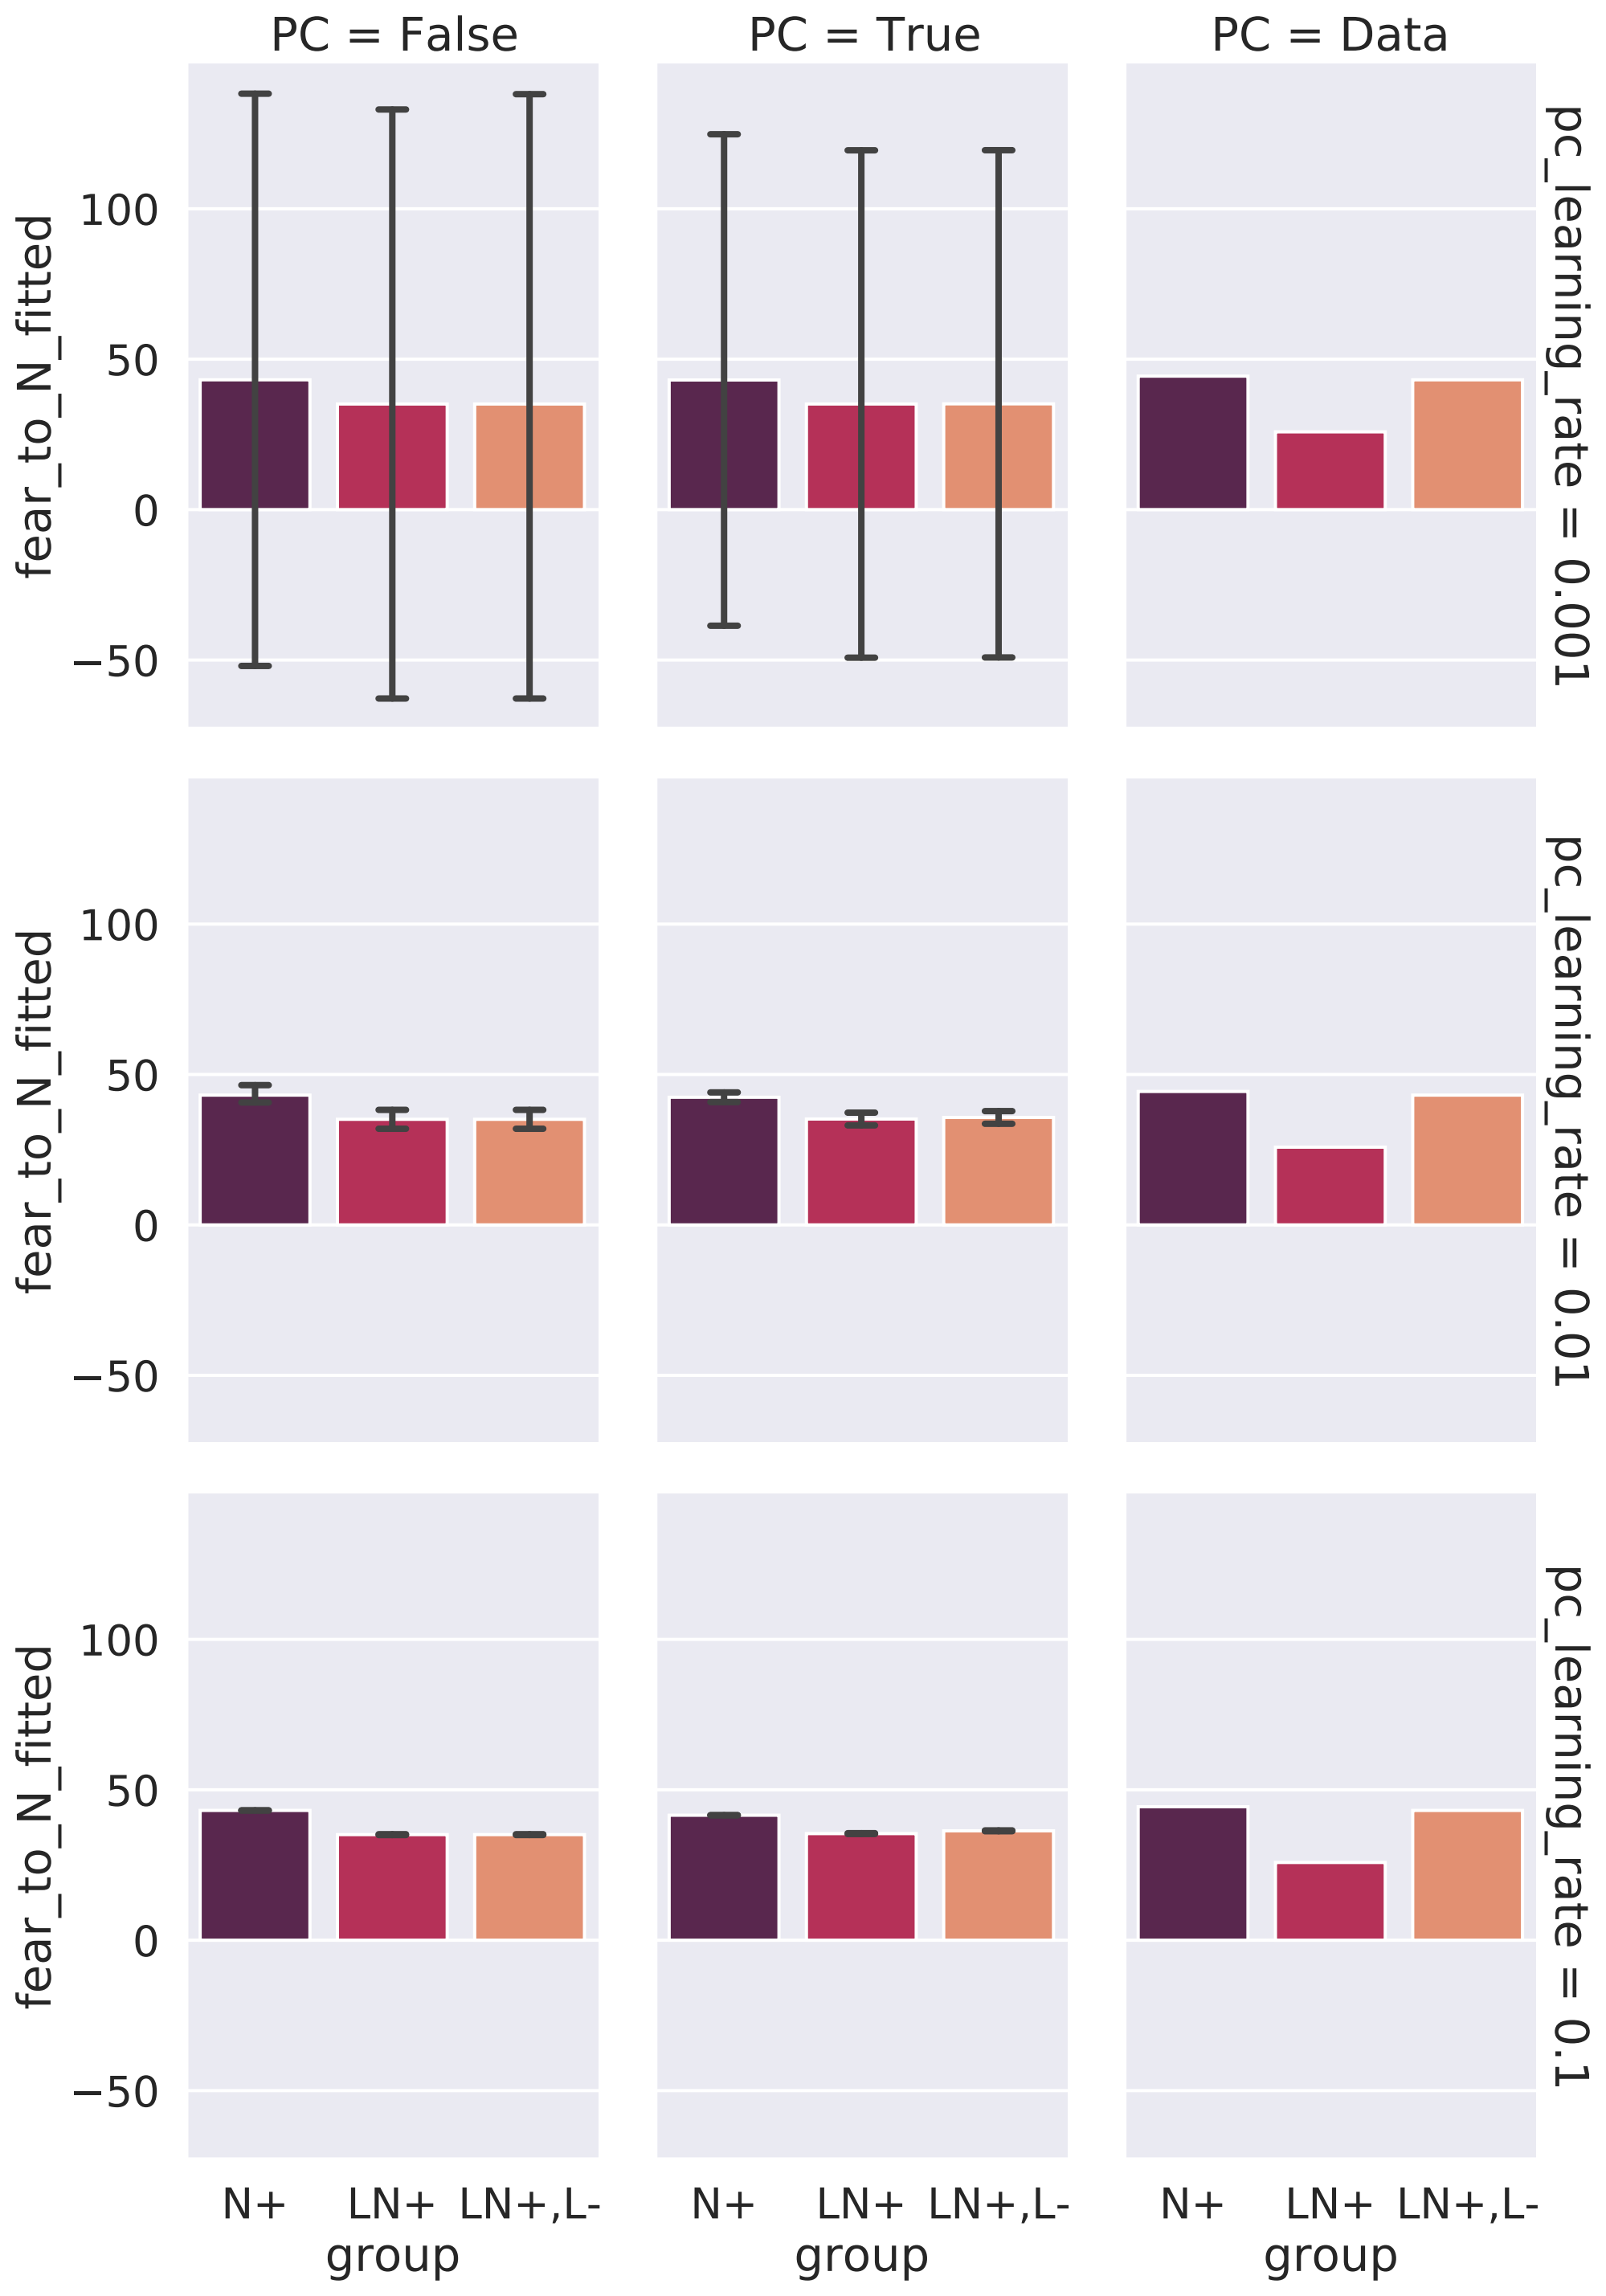 PC = False
PC = True
PC = Data
fear_to_N_fitted
100
50
0
−50
pc_learning_rate = 0.001
fear_to_N_fitted
100
50
0
−50
pc_learning_rate = 0.01
fear_to_N_fitted
100
50
0
−50
pc_learning_rate = 0.1
N+ LN+ LN+,L-
N+ LN+ LN+,L-
N+ LN+ LN+,L-
group
group
group